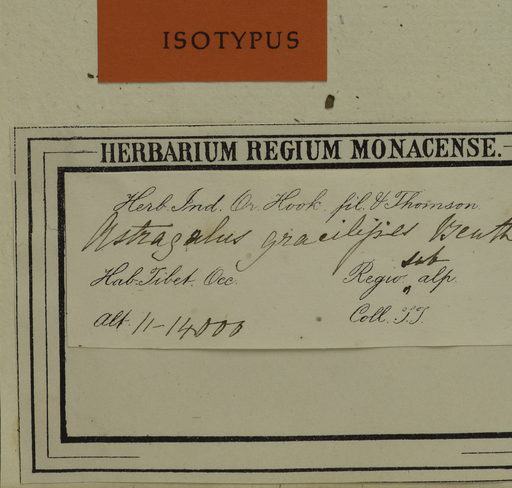 ISOTYPUS
HERBARIUM REGIUM MONACENSE.
Herb. Ind. Or. Hook. fil. & Thomson.
Astragalus gracilipes Benth
Hab. Tibet. Occ. Regio sub alp.
Alt. 11-14000 Coll. T.T.